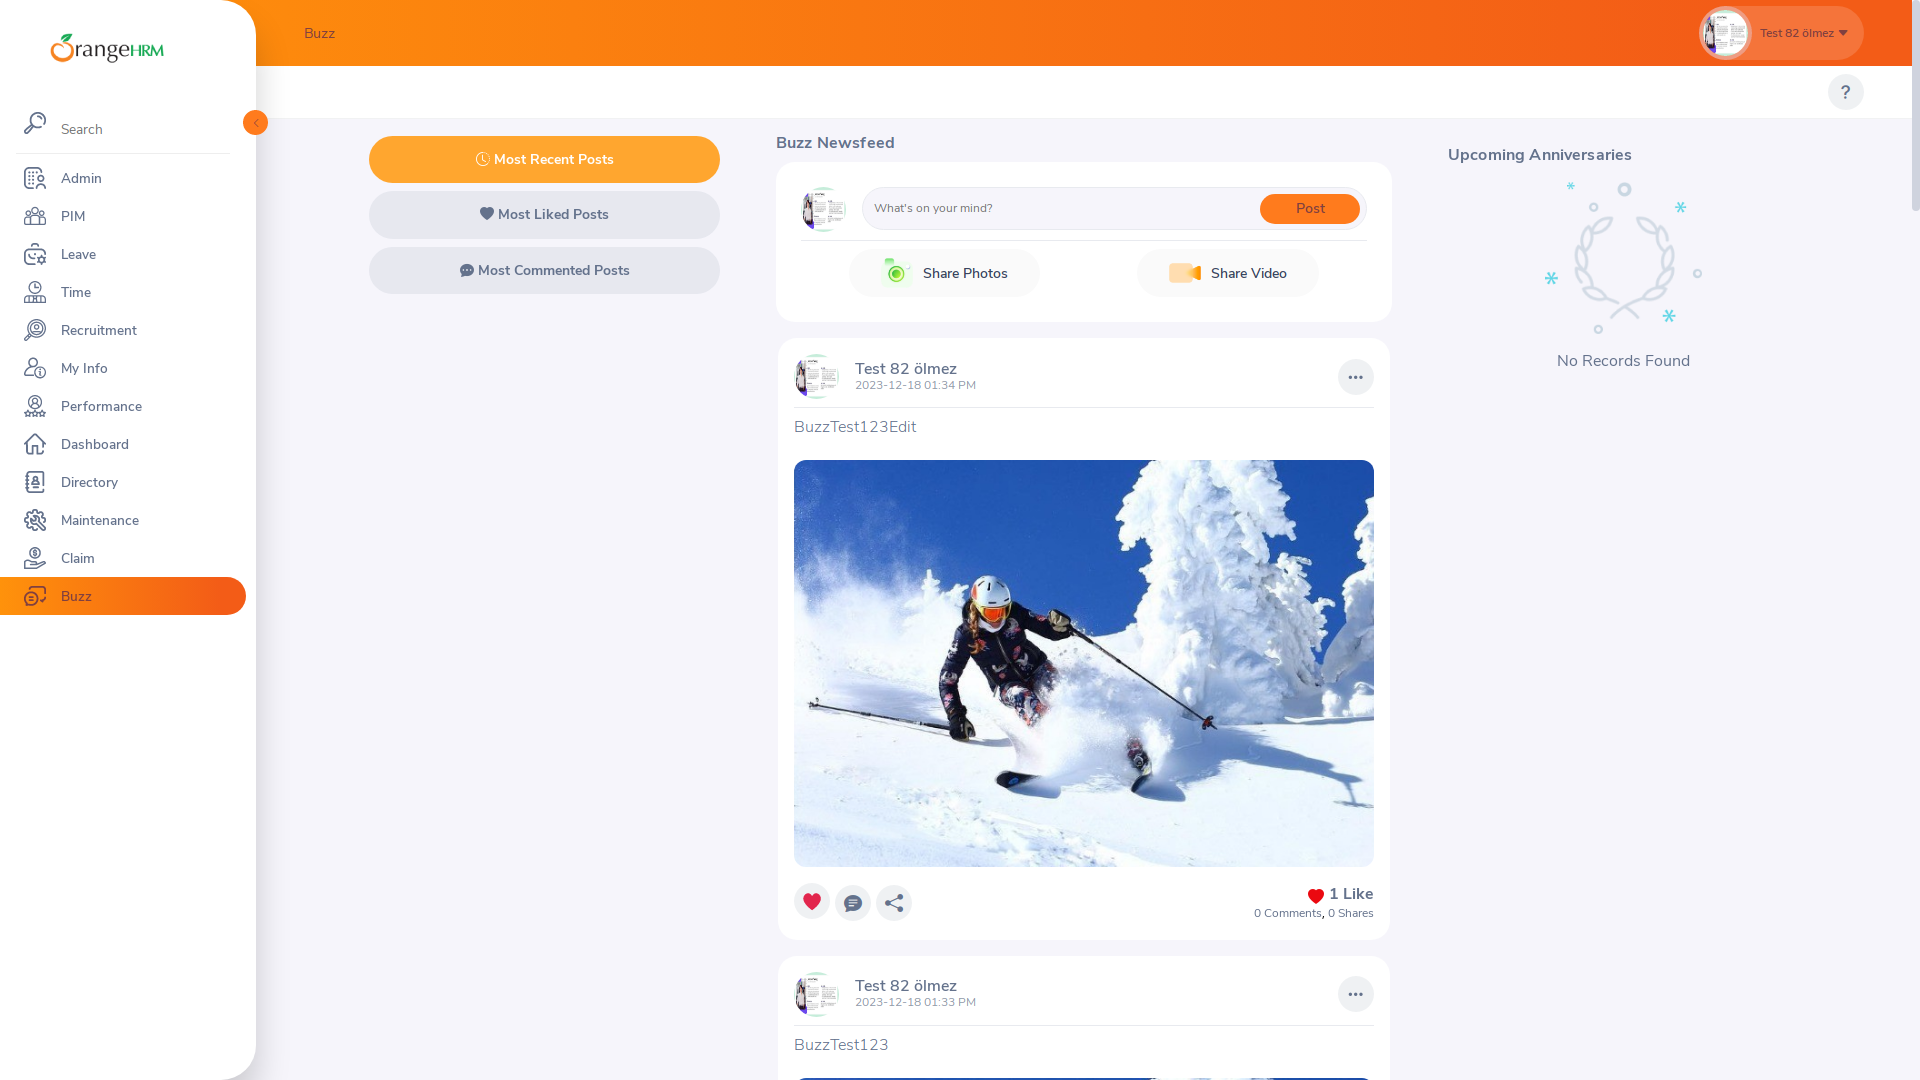 OrangeHRM
Buzz
Test 82 ölmez
Search
?
Admin
PIM
Leave
Time
Recruitment
My Info
Performance
Dashboard
Directory
Maintenance
Claim
Buzz
Most Recent Posts
Most Liked Posts
Most Commented Posts
Buzz Newsfeed
What's on your mind?
Post
Share Photos
Share Video
Test 82 ölmez
2023-12-18 01:34 PM
BuzzTest123Edit
1 Like
0 Comments, 0 Shares
Test 82 ölmez
2023-12-18 01:33 PM
BuzzTest123
Upcoming Anniversaries
No Records Found